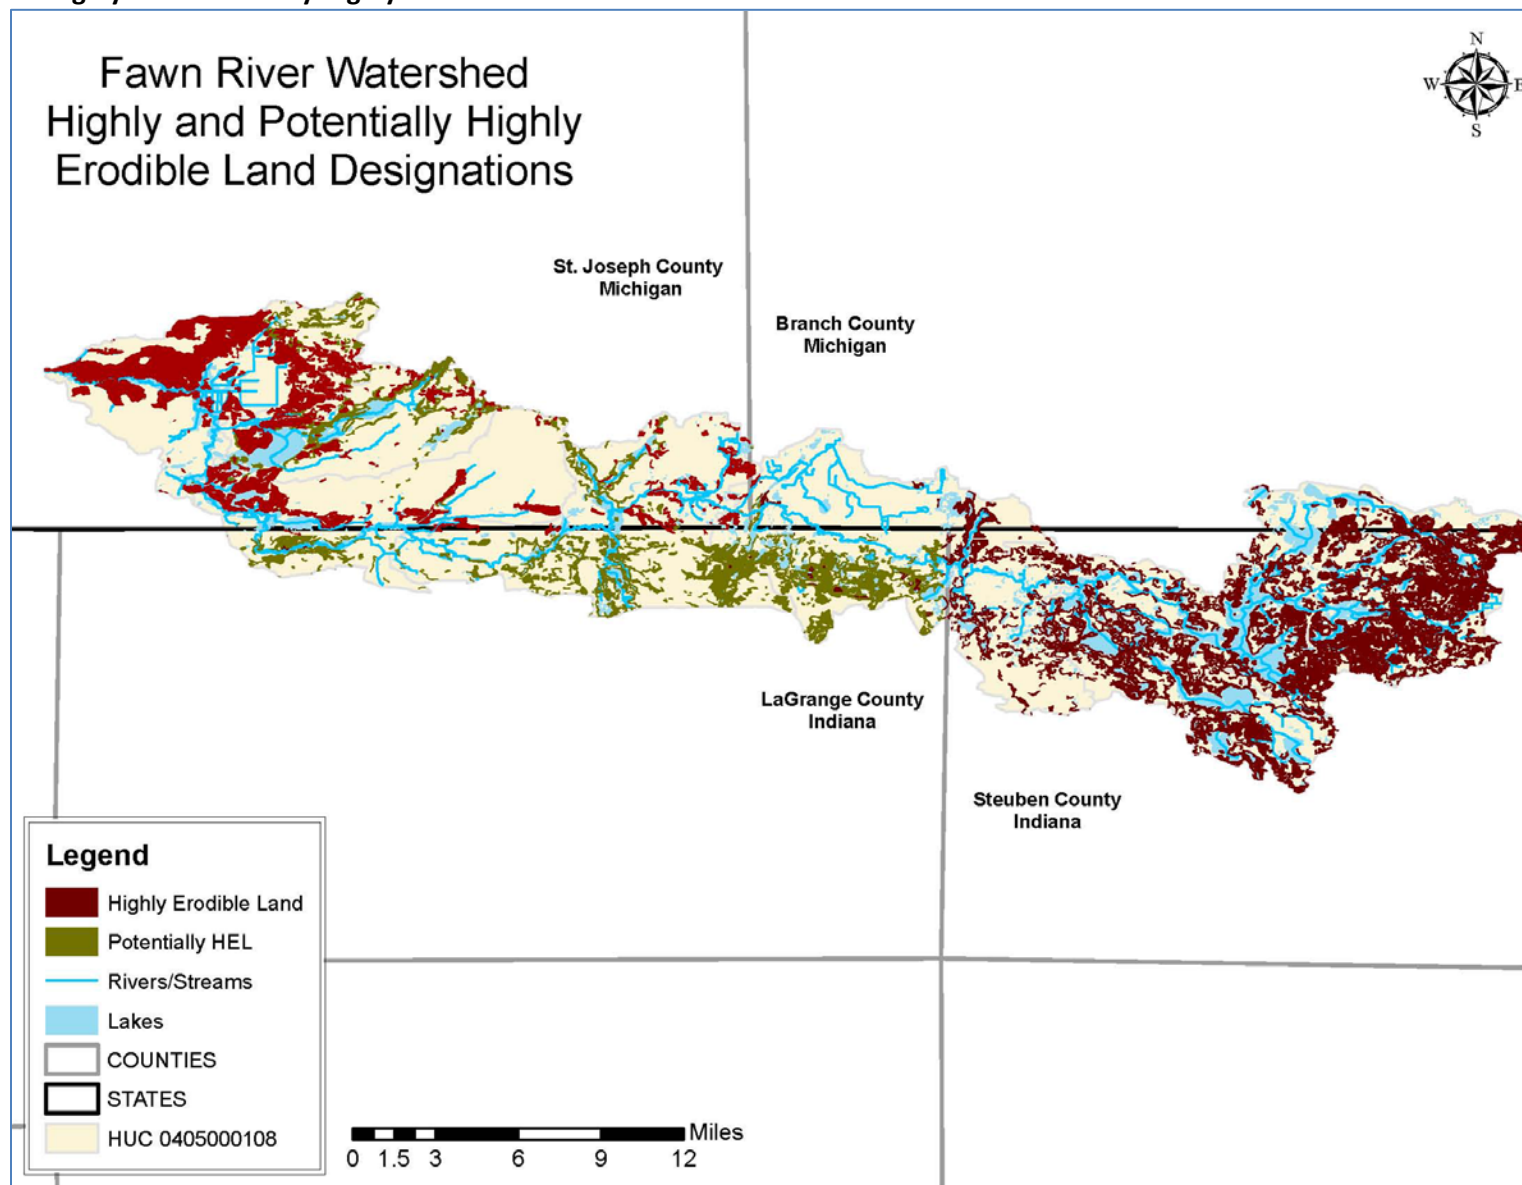 Fawn River Watershed
Highly and Potentially Highly
Erodible Land Designations
N
W
E
S
St. Joseph County
Michigan
Branch County
Michigan
LaGrange County
Indiana
Steuben County
Indiana
Legend
Highly Erodible Land
Potentially HEL
Rivers/Streams
Lakes
COUNTIES
STATES
HUC 0405000108
Miles
0 1.5 3 6 9 12